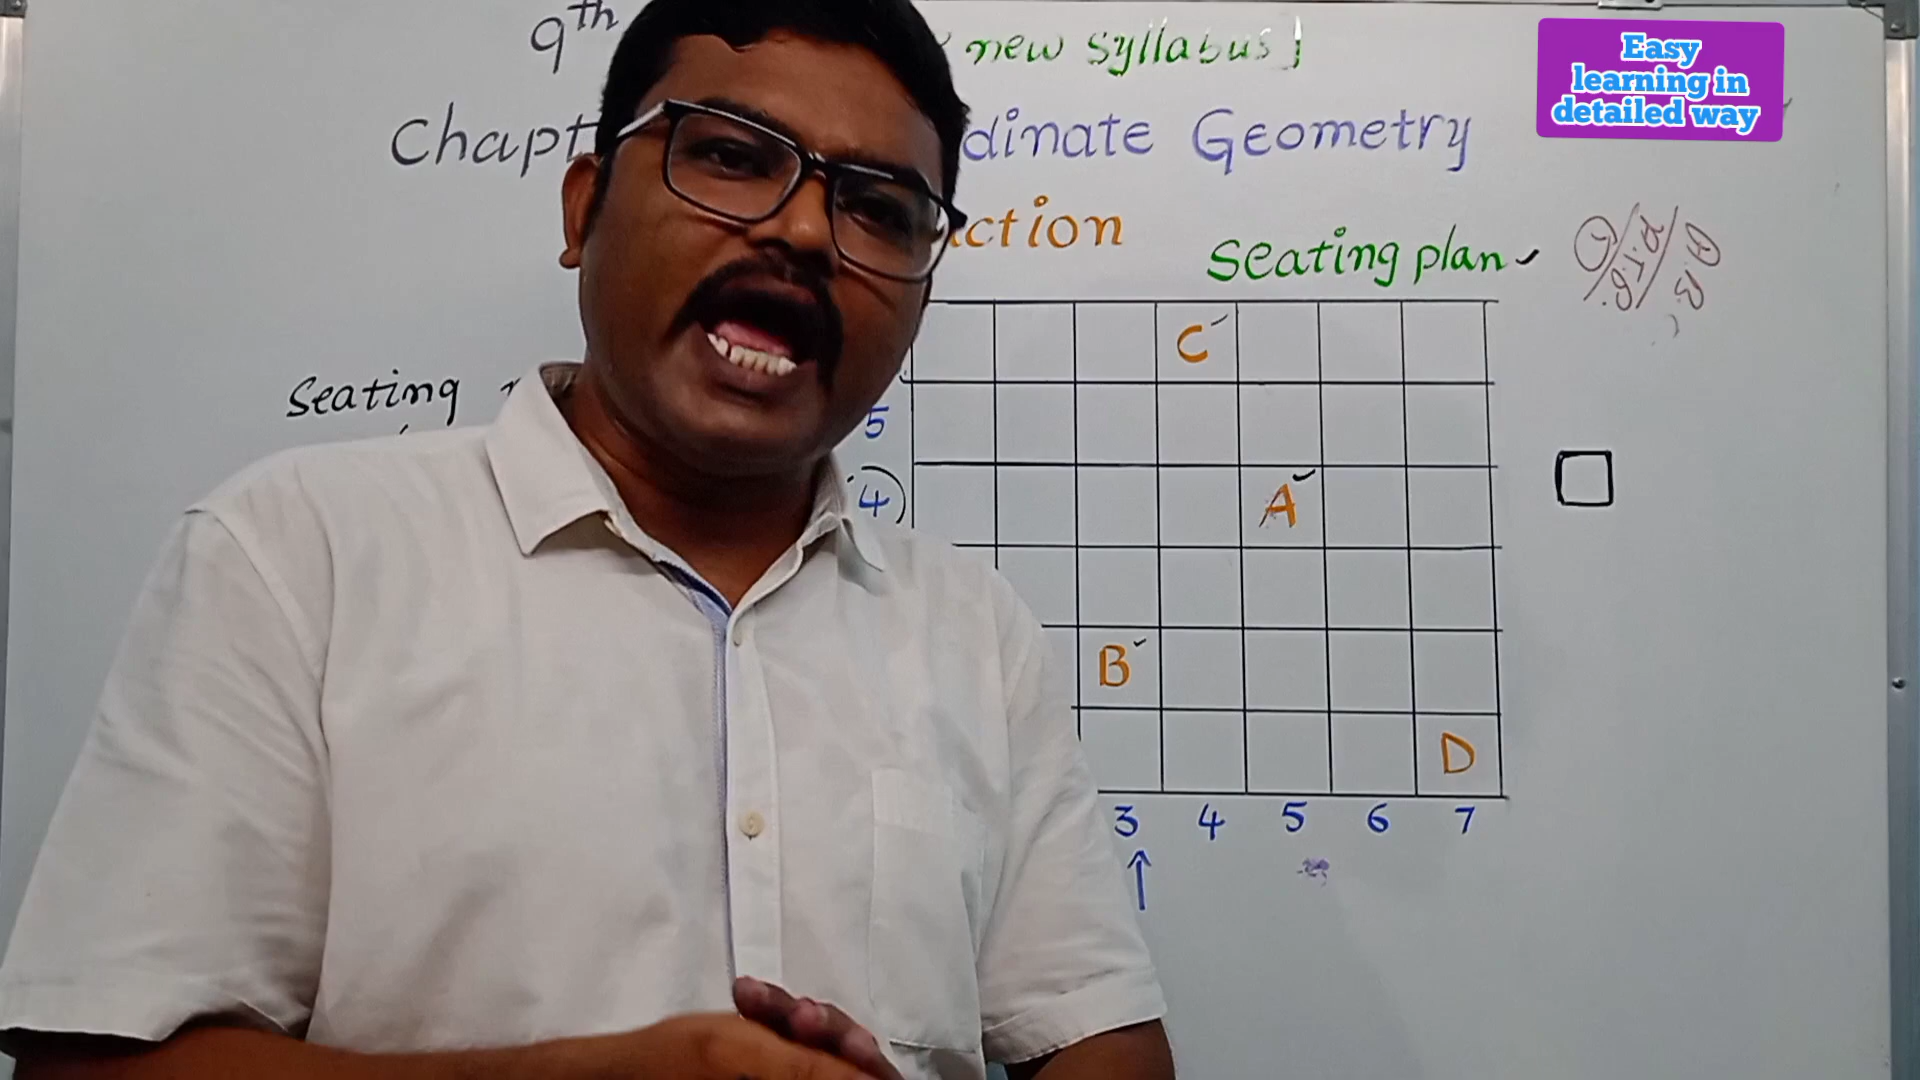 9th new syllabus]
Easy
learning in
detailed way
Chapt dinate Geometry
ction
Seating plan
C
Seating
5
4)
A
B
D
3 4 5 6 7